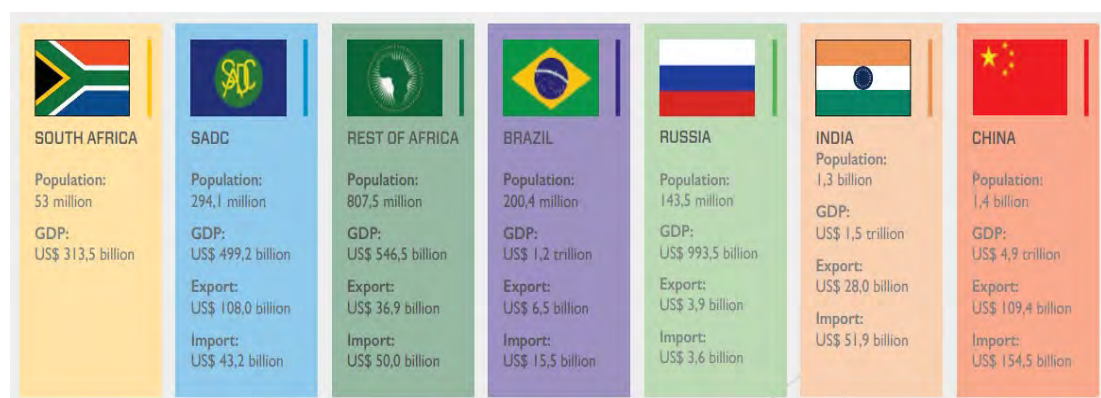 SOUTH AFRICA
Population:
53 million
GDP:
US$ 313,5 billion
SADC
SADC
Population:
294,1 million
GDP:
US$ 499,2 billion
Export:
US$ 108,0 billion
Import:
US$ 43,2 billion
REST OF AFRICA
Population:
807,5 million
GDP:
US$ 546,5 billion
Export:
US$ 36,9 billion
Import:
US$ 50,0 billion
BRAZIL
Population:
200,4 million
GDP:
US$ 1,2 trillion
Export:
US$ 6,5 billion
Import:
US$ 15,5 billion
RUSSIA
Population:
143,5 million
GDP:
US$ 993,5 billion
Export:
US$ 3,9 billion
Import:
US$ 3,6 billion
INDIA
Population:
1,3 billion
GDP:
US$ 1,5 trillion
Export:
US$ 28,0 billion
Import:
US$ 51,9 billion
CHINA
Population:
1,4 billion
GDP:
US$ 4,9 trillion
Export:
US$ 109,4 billion
Import:
US$ 154,5 billion